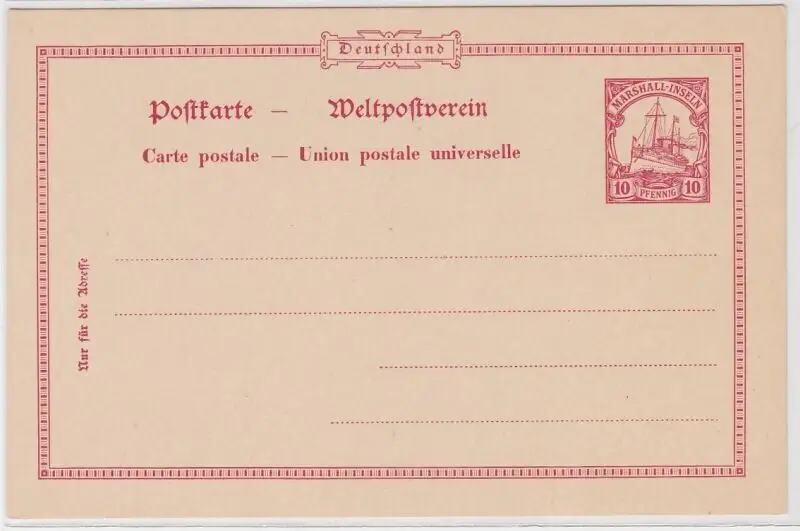 Deutschland
Postkarte — Weltpostverein
Carte postale — Union postale universelle
MARSHALL-INSELN
10 PFENNIG 10
Nur für die Adresse